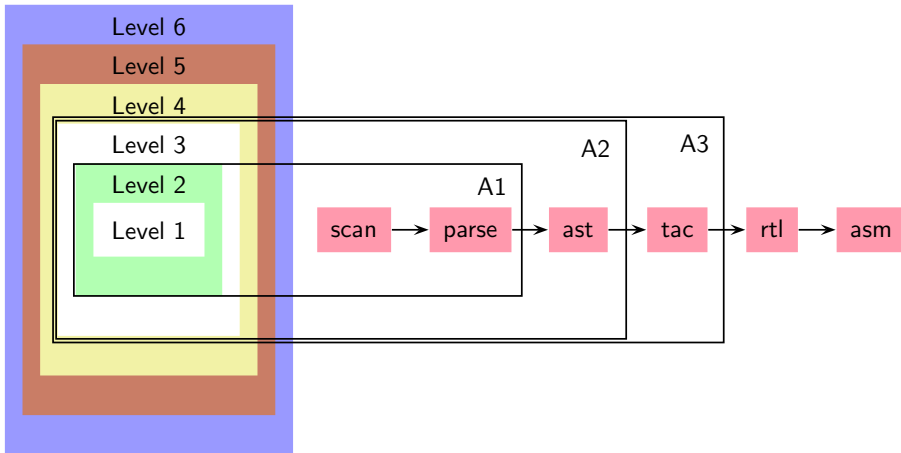 Level 6
Level 5
Level 4
Level 3
A2
A3
Level 2
A1
Level 1
scan
parse
ast
tac
rtl
asm